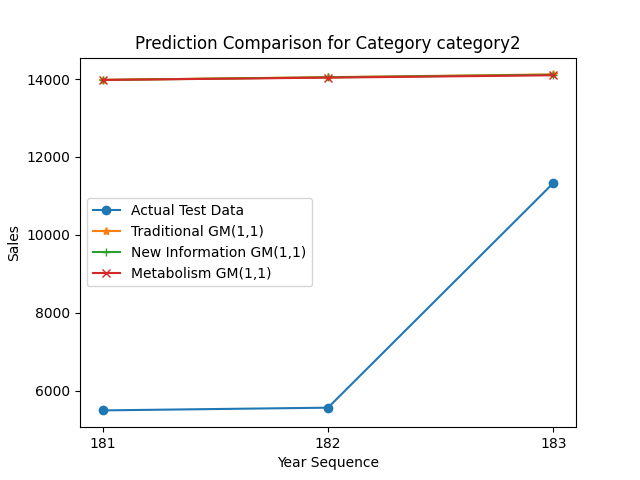 Prediction Comparison for Category category2
14000
12000
10000
8000
6000
Sales
Actual Test Data
Traditional GM(1,1)
New Information GM(1,1)
Metabolism GM(1,1)
181
182
183
Year Sequence